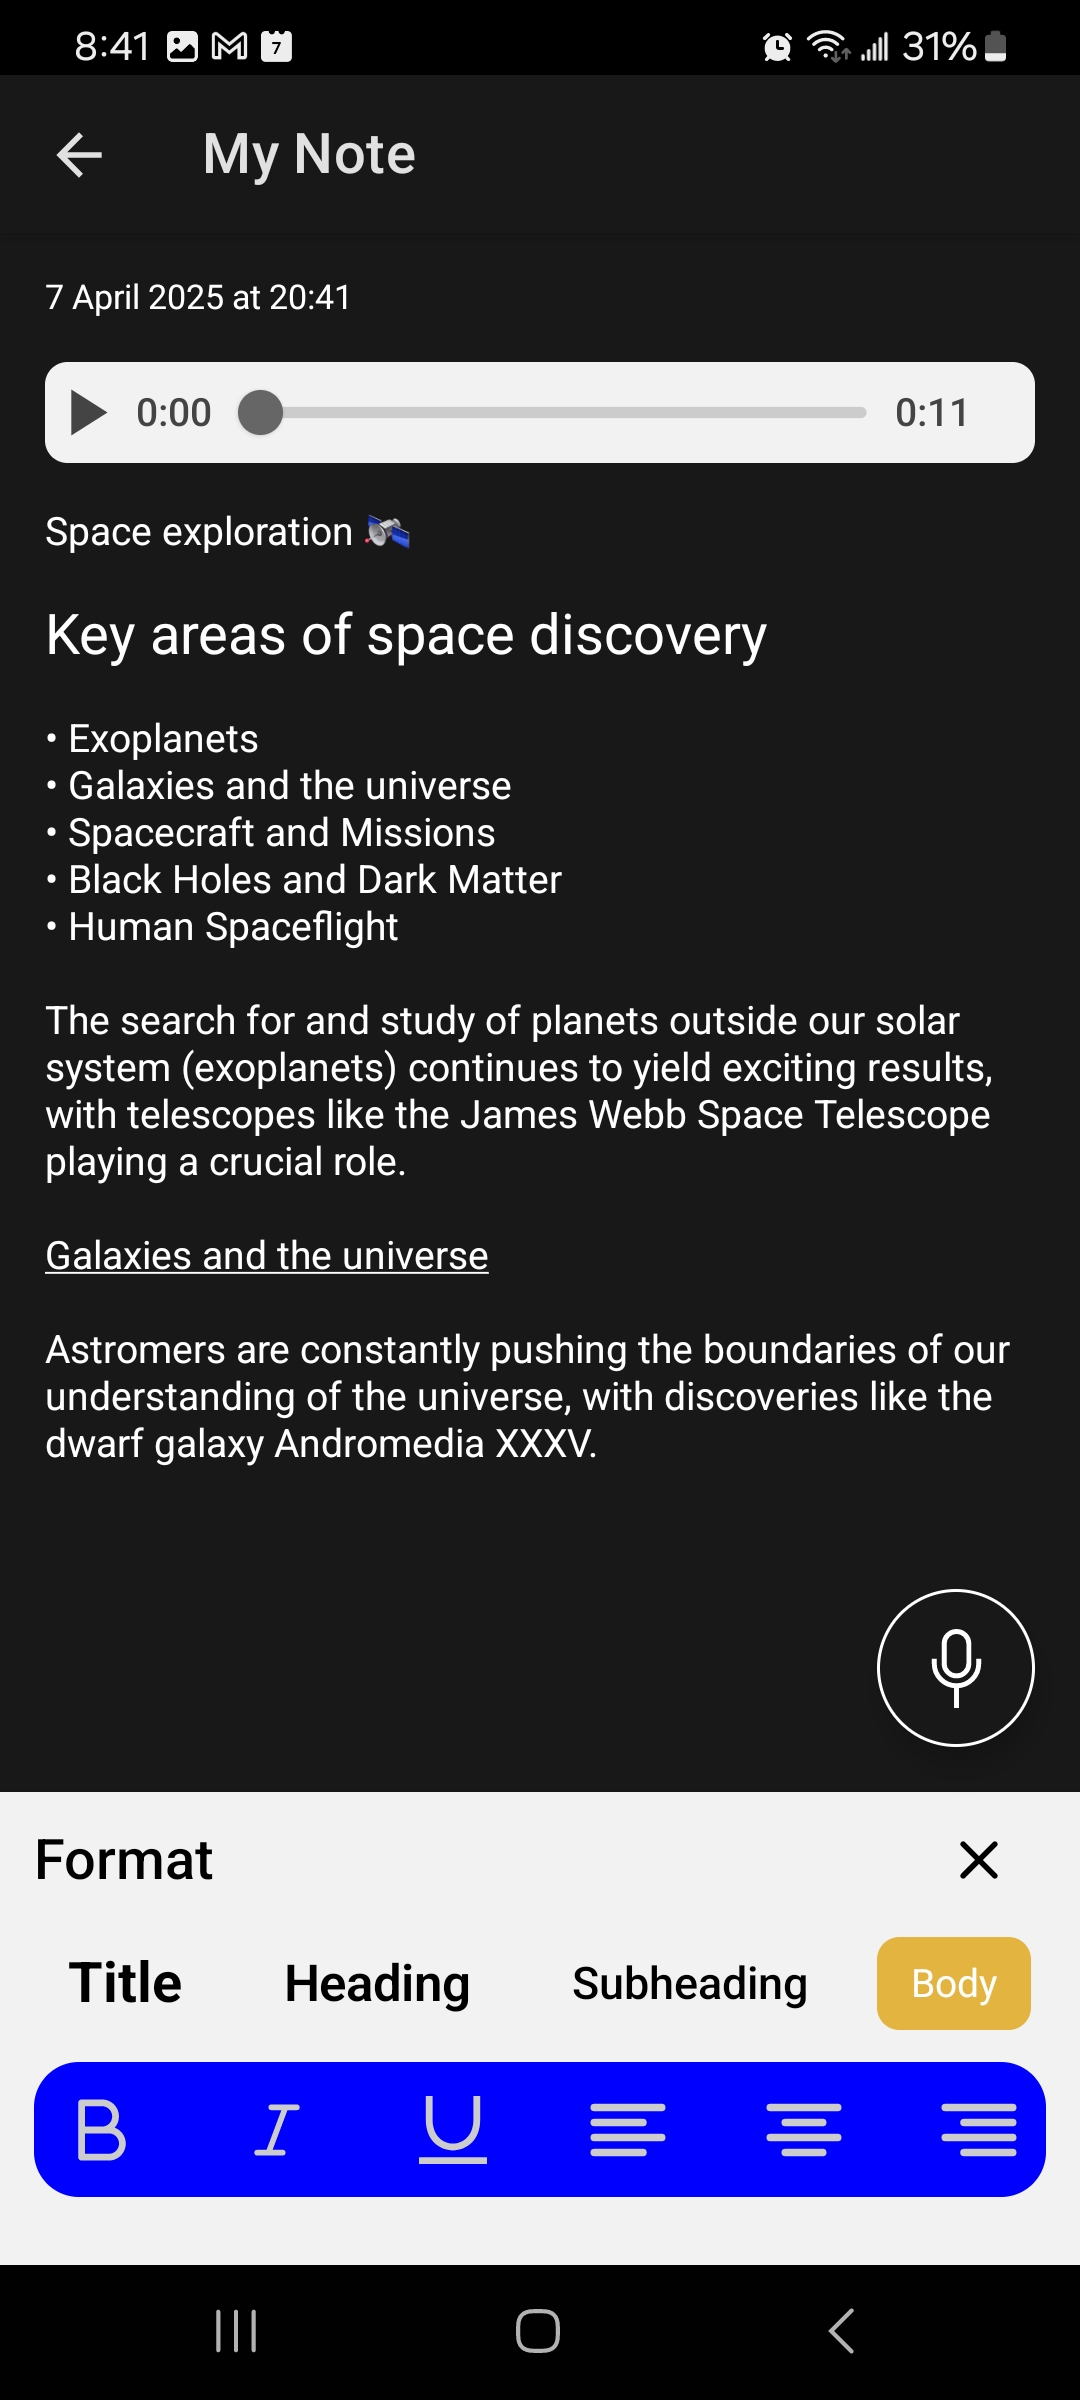 8:41 7 31%
My Note
7 April 2025 at 20:41
0:00 0:11
Space exploration 🛰️
Key areas of space discovery
• Exoplanets
• Galaxies and the universe
• Spacecraft and Missions
• Black Holes and Dark Matter
• Human Spaceflight
The search for and study of planets outside our solar
system (exoplanets) continues to yield exciting results,
with telescopes like the James Webb Space Telescope
playing a crucial role.
Galaxies and the universe
Astromers are constantly pushing the boundaries of our
understanding of the universe, with discoveries like the
dwarf galaxy Andromedia XXXV.
Format
Title Heading Subheading Body
B I U